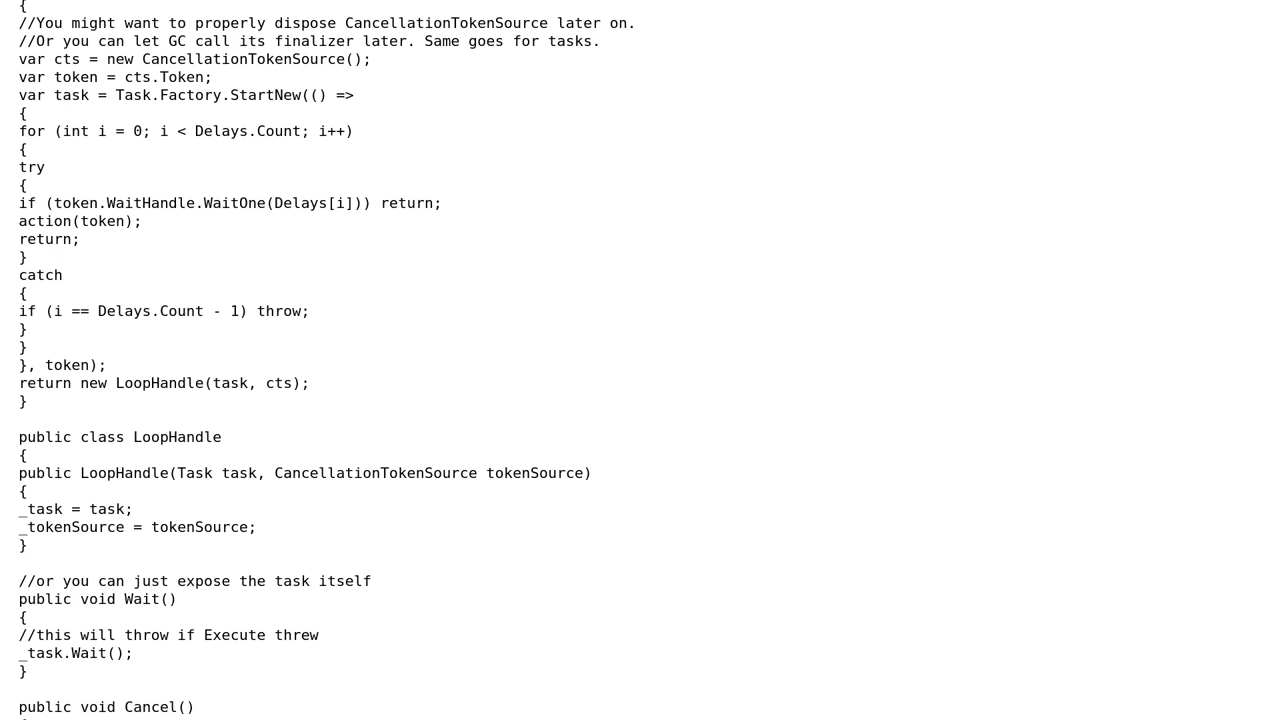 {
//You might want to properly dispose CancellationTokenSource later on.
//Or you can let GC call its finalizer later. Same goes for tasks.
var cts = new CancellationTokenSource();
var token = cts.Token;
var task = Task.Factory.StartNew(() =>
{
for (int i = 0; i < Delays.Count; i++)
{
try
{
if (token.WaitHandle.WaitOne(Delays[i])) return;
action(token);
return;
}
catch
{
if (i == Delays.Count - 1) throw;
}
}
}, token);
return new LoopHandle(task, cts);
}

public class LoopHandle
{
public LoopHandle(Task task, CancellationTokenSource tokenSource)
{
_task = task;
_tokenSource = tokenSource;
}

//or you can just expose the task itself
public void Wait()
{
//this will throw if Execute threw
_task.Wait();
}

public void Cancel()
{